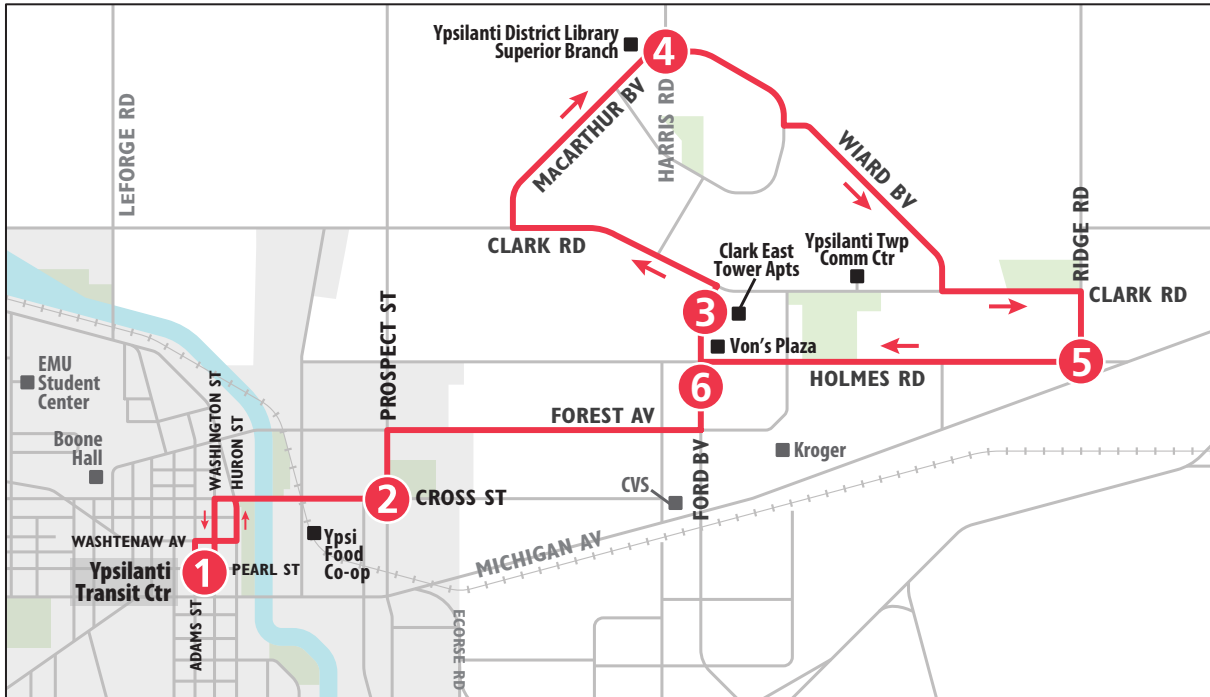 Ypsilanti District Library
Superior Branch
4
LEFORGE RD
MACARTHUR BV
HARRIS RD
WIARD BV
RIDGE RD
CLARK RD
Clark East
Tower Apts
Ypsilanti Twp
Comm Ctr
CLARK RD
3
Von's Plaza
5
HOLMES RD
6
EMU
Student
Center
PROSPECT ST
WASHINGTON ST
HURON ST
FOREST AV
Boone
Hall
Kroger
FORD BV
CVS
2
CROSS ST
WASHTENAW AV
Ypsi
Food
Co-op
MICHIGAN AV
Ypsilanti
Transit Ctr
1
PEARL ST
ADAMS ST
ECORSE RD